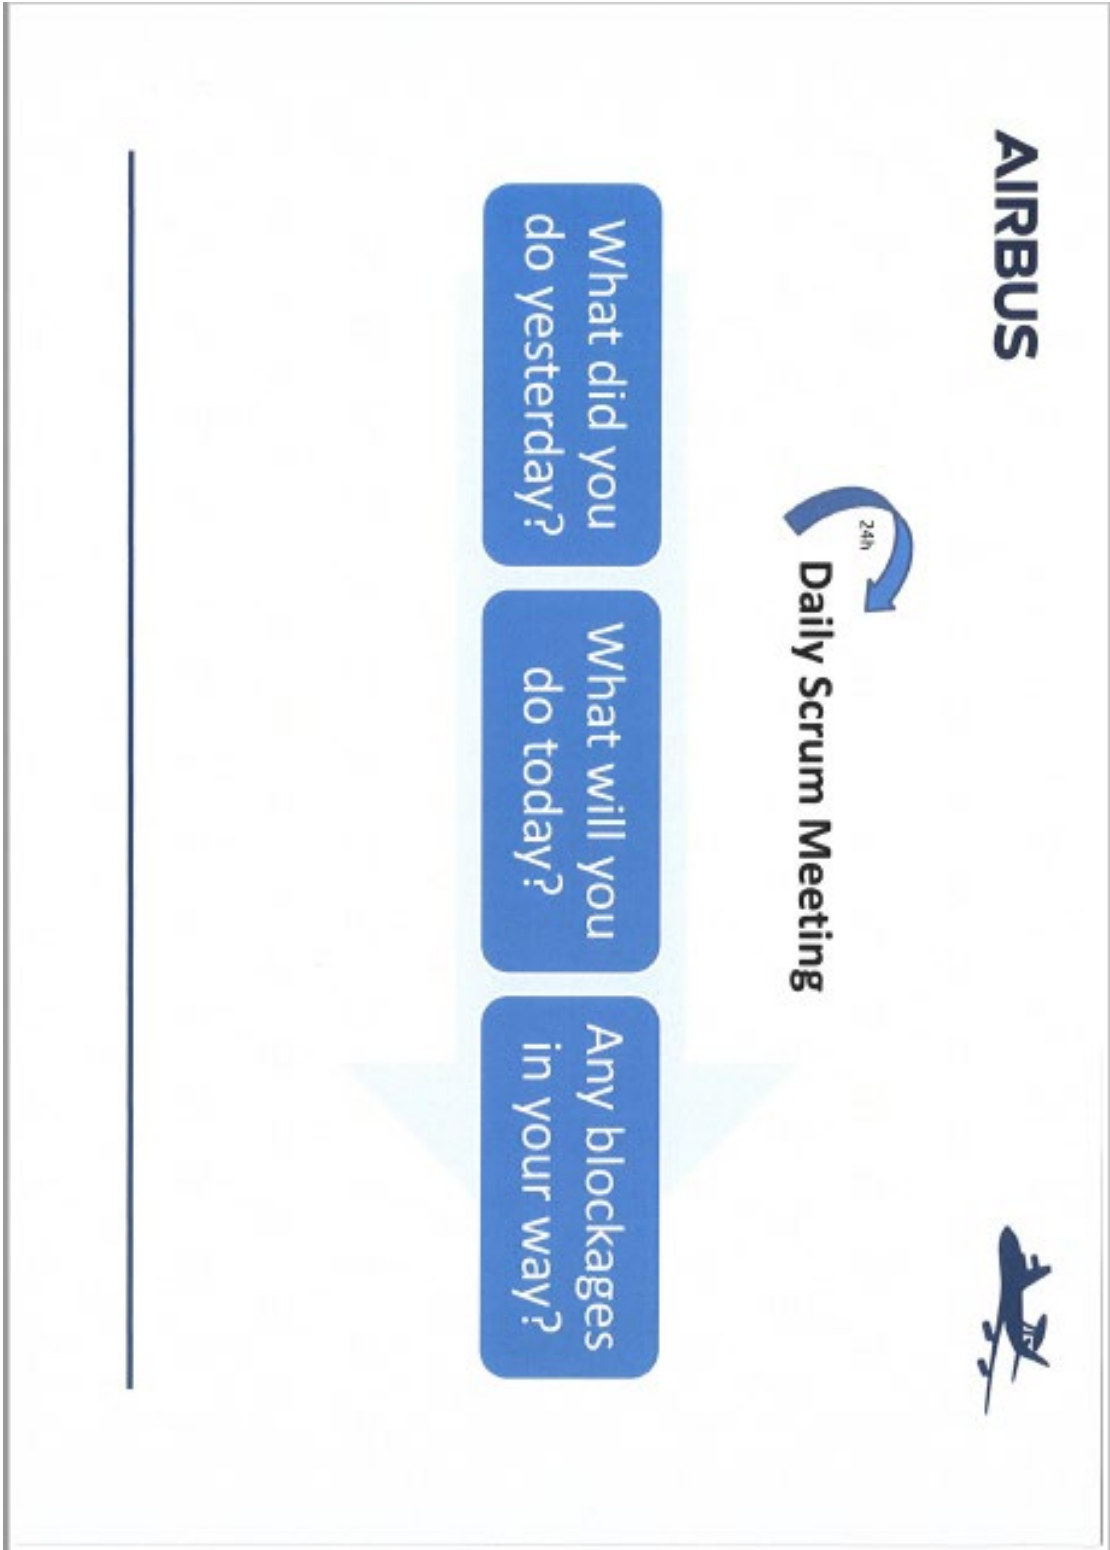 AIRBUS
24h
Daily Scrum Meeting
What did you
do yesterday?
What will you
do today?
Any blockages
in your way?